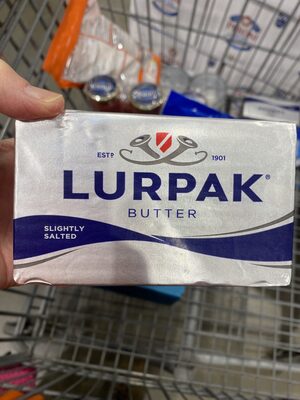 ESTD 1901
LURPAK®
BUTTER
SLIGHTLY
SALTED